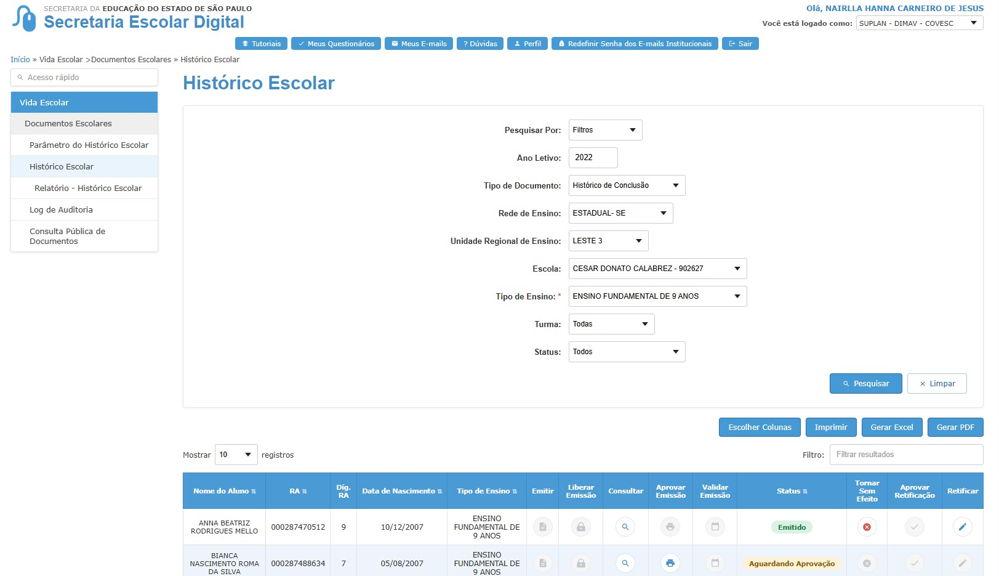 SECRETARIA DA EDUCAÇÃO DO ESTADO DE SÃO PAULO
Secretaria Escolar Digital
Olá, NAIRLLA HANNA CARNEIRO DE JESUS
Você está logado como: SUPLAN - DIMAV - COVESC
Tutoriais Meus Questionários Meus E-mails ? Dúvidas Perfil Redefinir Senha dos E-mails Institucionais Sair
Início » Vida Escolar >Documentos Escolares » Histórico Escolar
Acesso rápido
Vida Escolar
Documentos Escolares
Parâmetro do Histórico Escolar
Histórico Escolar
Relatório - Histórico Escolar
Log de Auditoria
Consulta Pública de
Documentos
Histórico Escolar
Pesquisar Por: Filtros
Ano Letivo: 2022
Tipo de Documento: Histórico de Conclusão
Rede de Ensino: ESTADUAL- SE
Unidade Regional de Ensino: LESTE 3
Escola: CESAR DONATO CALABREZ - 902627
Tipo de Ensino: * ENSINO FUNDAMENTAL DE 9 ANOS
Turma: Todas
Status: Todos
Pesquisar Limpar
Escolher Colunas Imprimir Gerar Excel Gerar PDF
Mostrar 10 registros
Filtro: Filtrar resultados
Nome do Aluno
RA
Díg.
RA
Data de Nascimento
Tipo de Ensino
Emitir
Liberar
Emissão
Consultar
Aprovar
Emissão
Validar
Emissão
Status
Tornar
Sem
Efeito
Aprovar
Retificação
Retificar
ANNA BEATRIZ
RODRIGUES MELLO
000287470512
9
10/12/2007
ENSINO
FUNDAMENTAL DE
9 ANOS
Emitido
BIANCA
NASCIMENTO ROMA
DA SILVA
000287488634
7
05/08/2007
ENSINO
FUNDAMENTAL DE
9 ANOS
Aguardando Aprovação